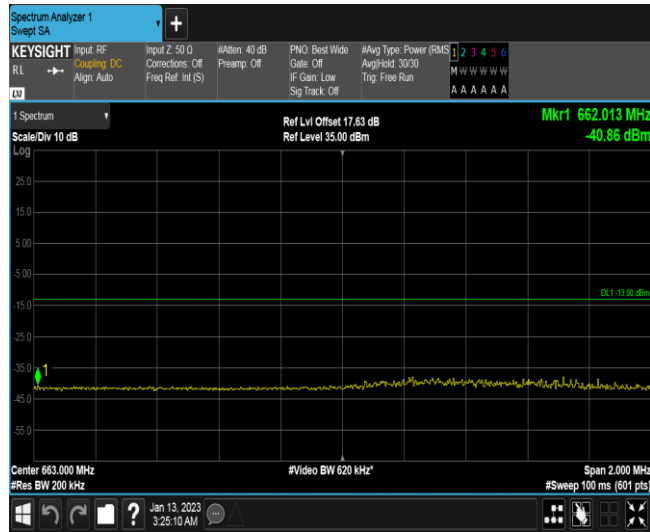 Spectrum Analyzer 1
Swept SA
KEYSIGHT
RL
LXI
Input: RF
Coupling: DC
Align: Auto
Input Z: 50 Ω
Corrections: Off
Freq Ref: Int (S)
#Atten: 40 dB
Preamp: Off
PNO: Best Wide
Gate: Off
IF Gain: Low
Sig Track: Off
#Avg Type: Power (RMS
Avg|Hold: 30/30
Trig: Free Run
1 2 3 4 5 6
M W W W W W
A A A A A A
1 Spectrum
Scale/Div 10 dB
Ref Lvl Offset 17.63 dB
Ref Level 35.00 dBm
Mkr1 662.013 MHz
-40.86 dBm
Log
25.0
15.0
5.00
-5.00
DL1 -13.00 dBm
-15.0
-25.0
-35.0
1
-45.0
-55.0
Center 663.000 MHz
#Video BW 620 kHz*
Span 2.000 MHz
#Res BW 200 kHz
#Sweep 100 ms (601 pts)
?
Jan 13, 2023
3:25:10 AM